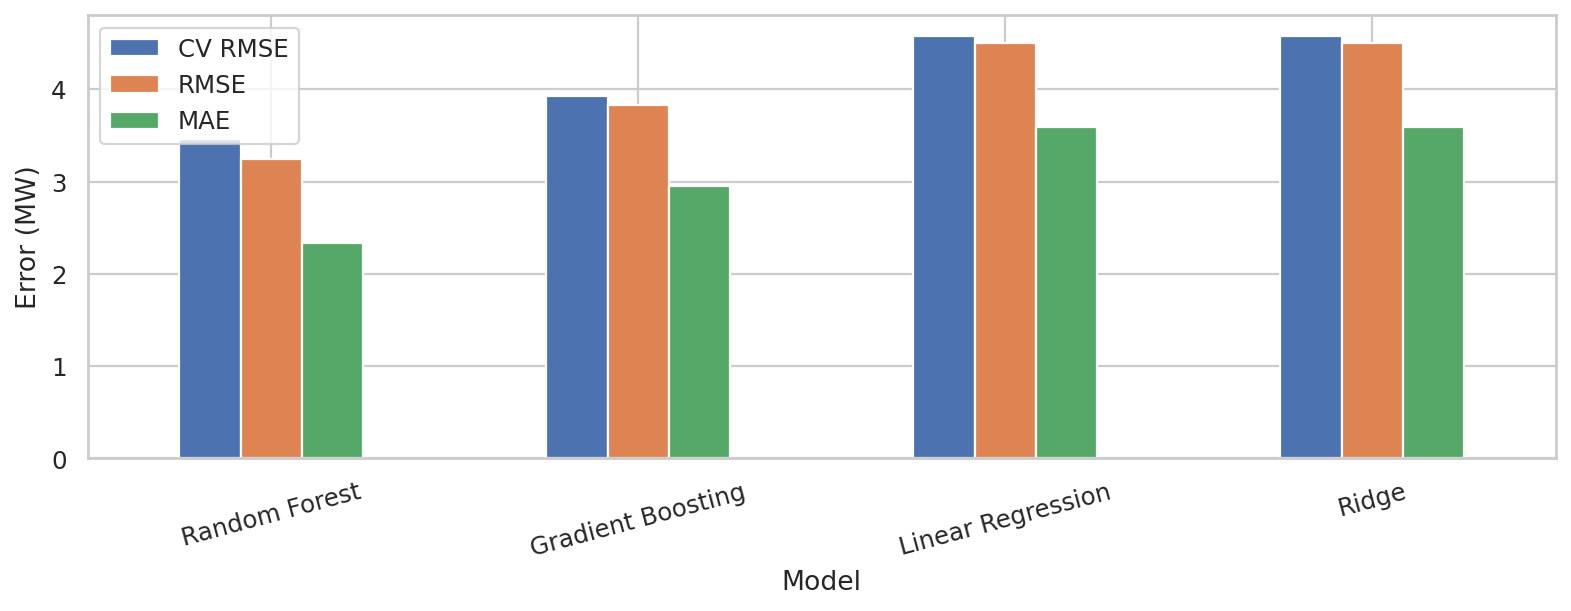 CV RMSE
RMSE
MAE
4
3
2
1
0
Error (MW)
Random Forest
Gradient Boosting
Linear Regression
Ridge
Model